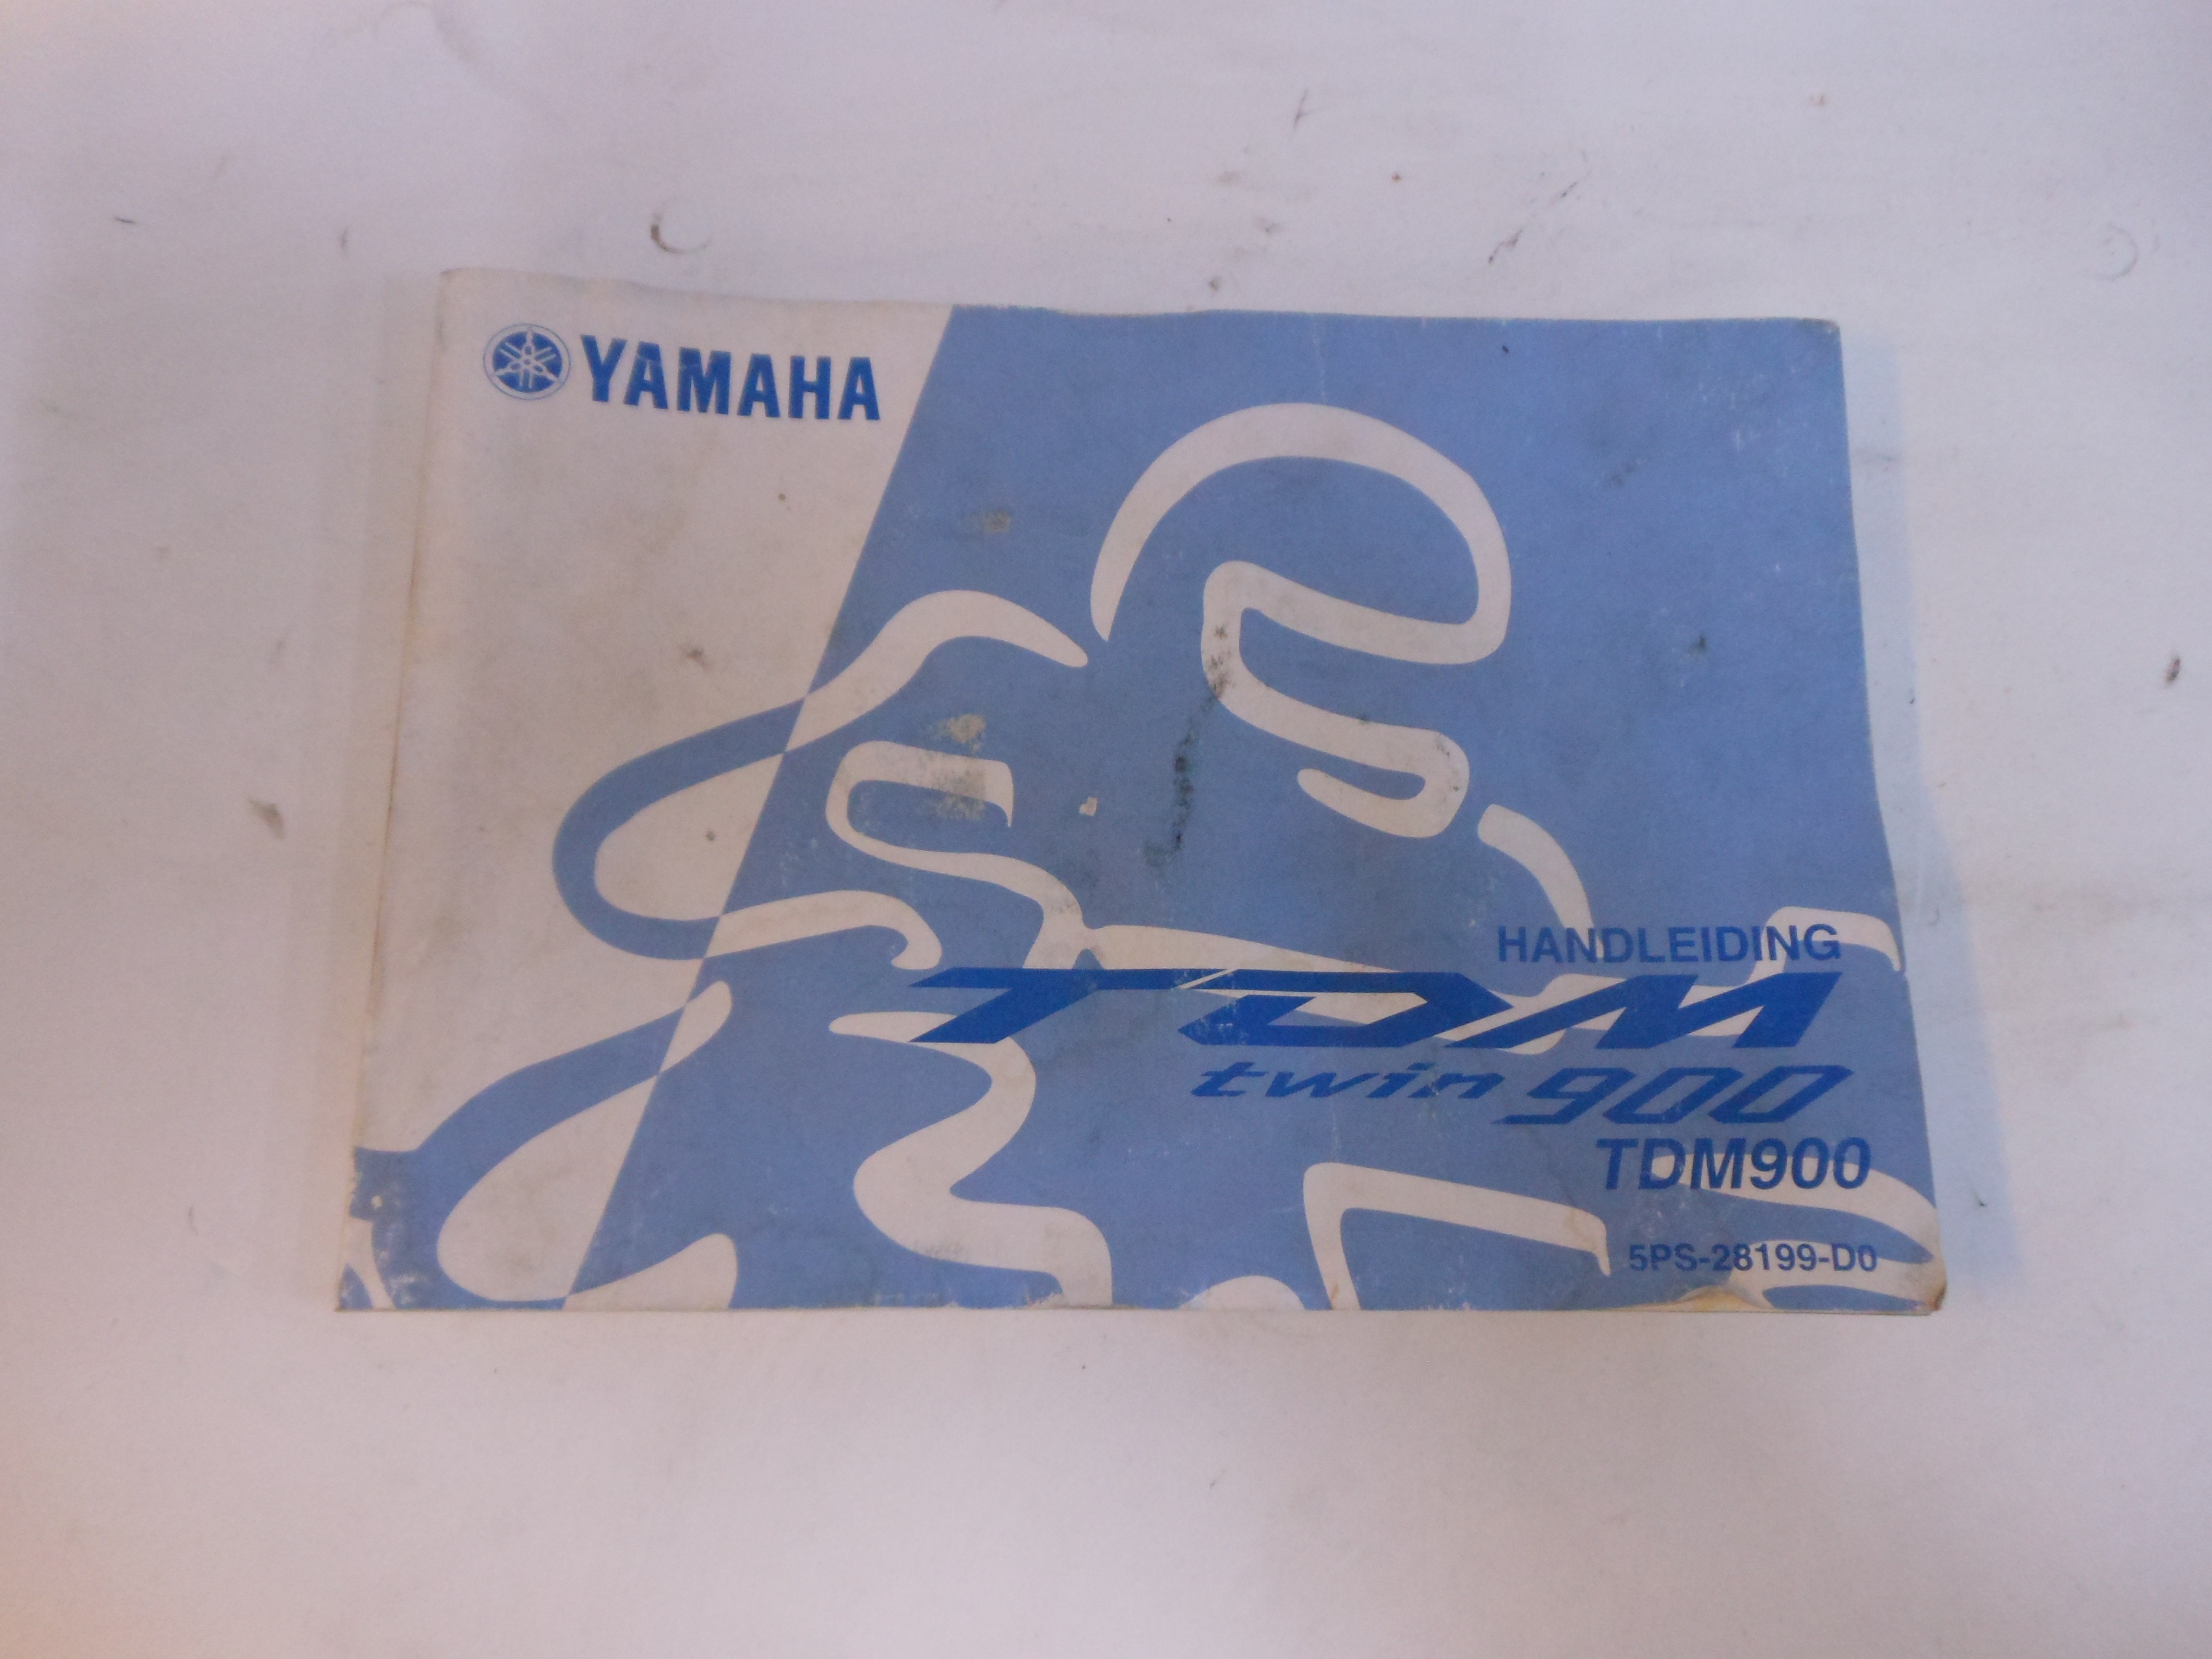 YAMAHA
HANDLEIDING
TDM
twin 900
TDM900
5PS-28199-D0